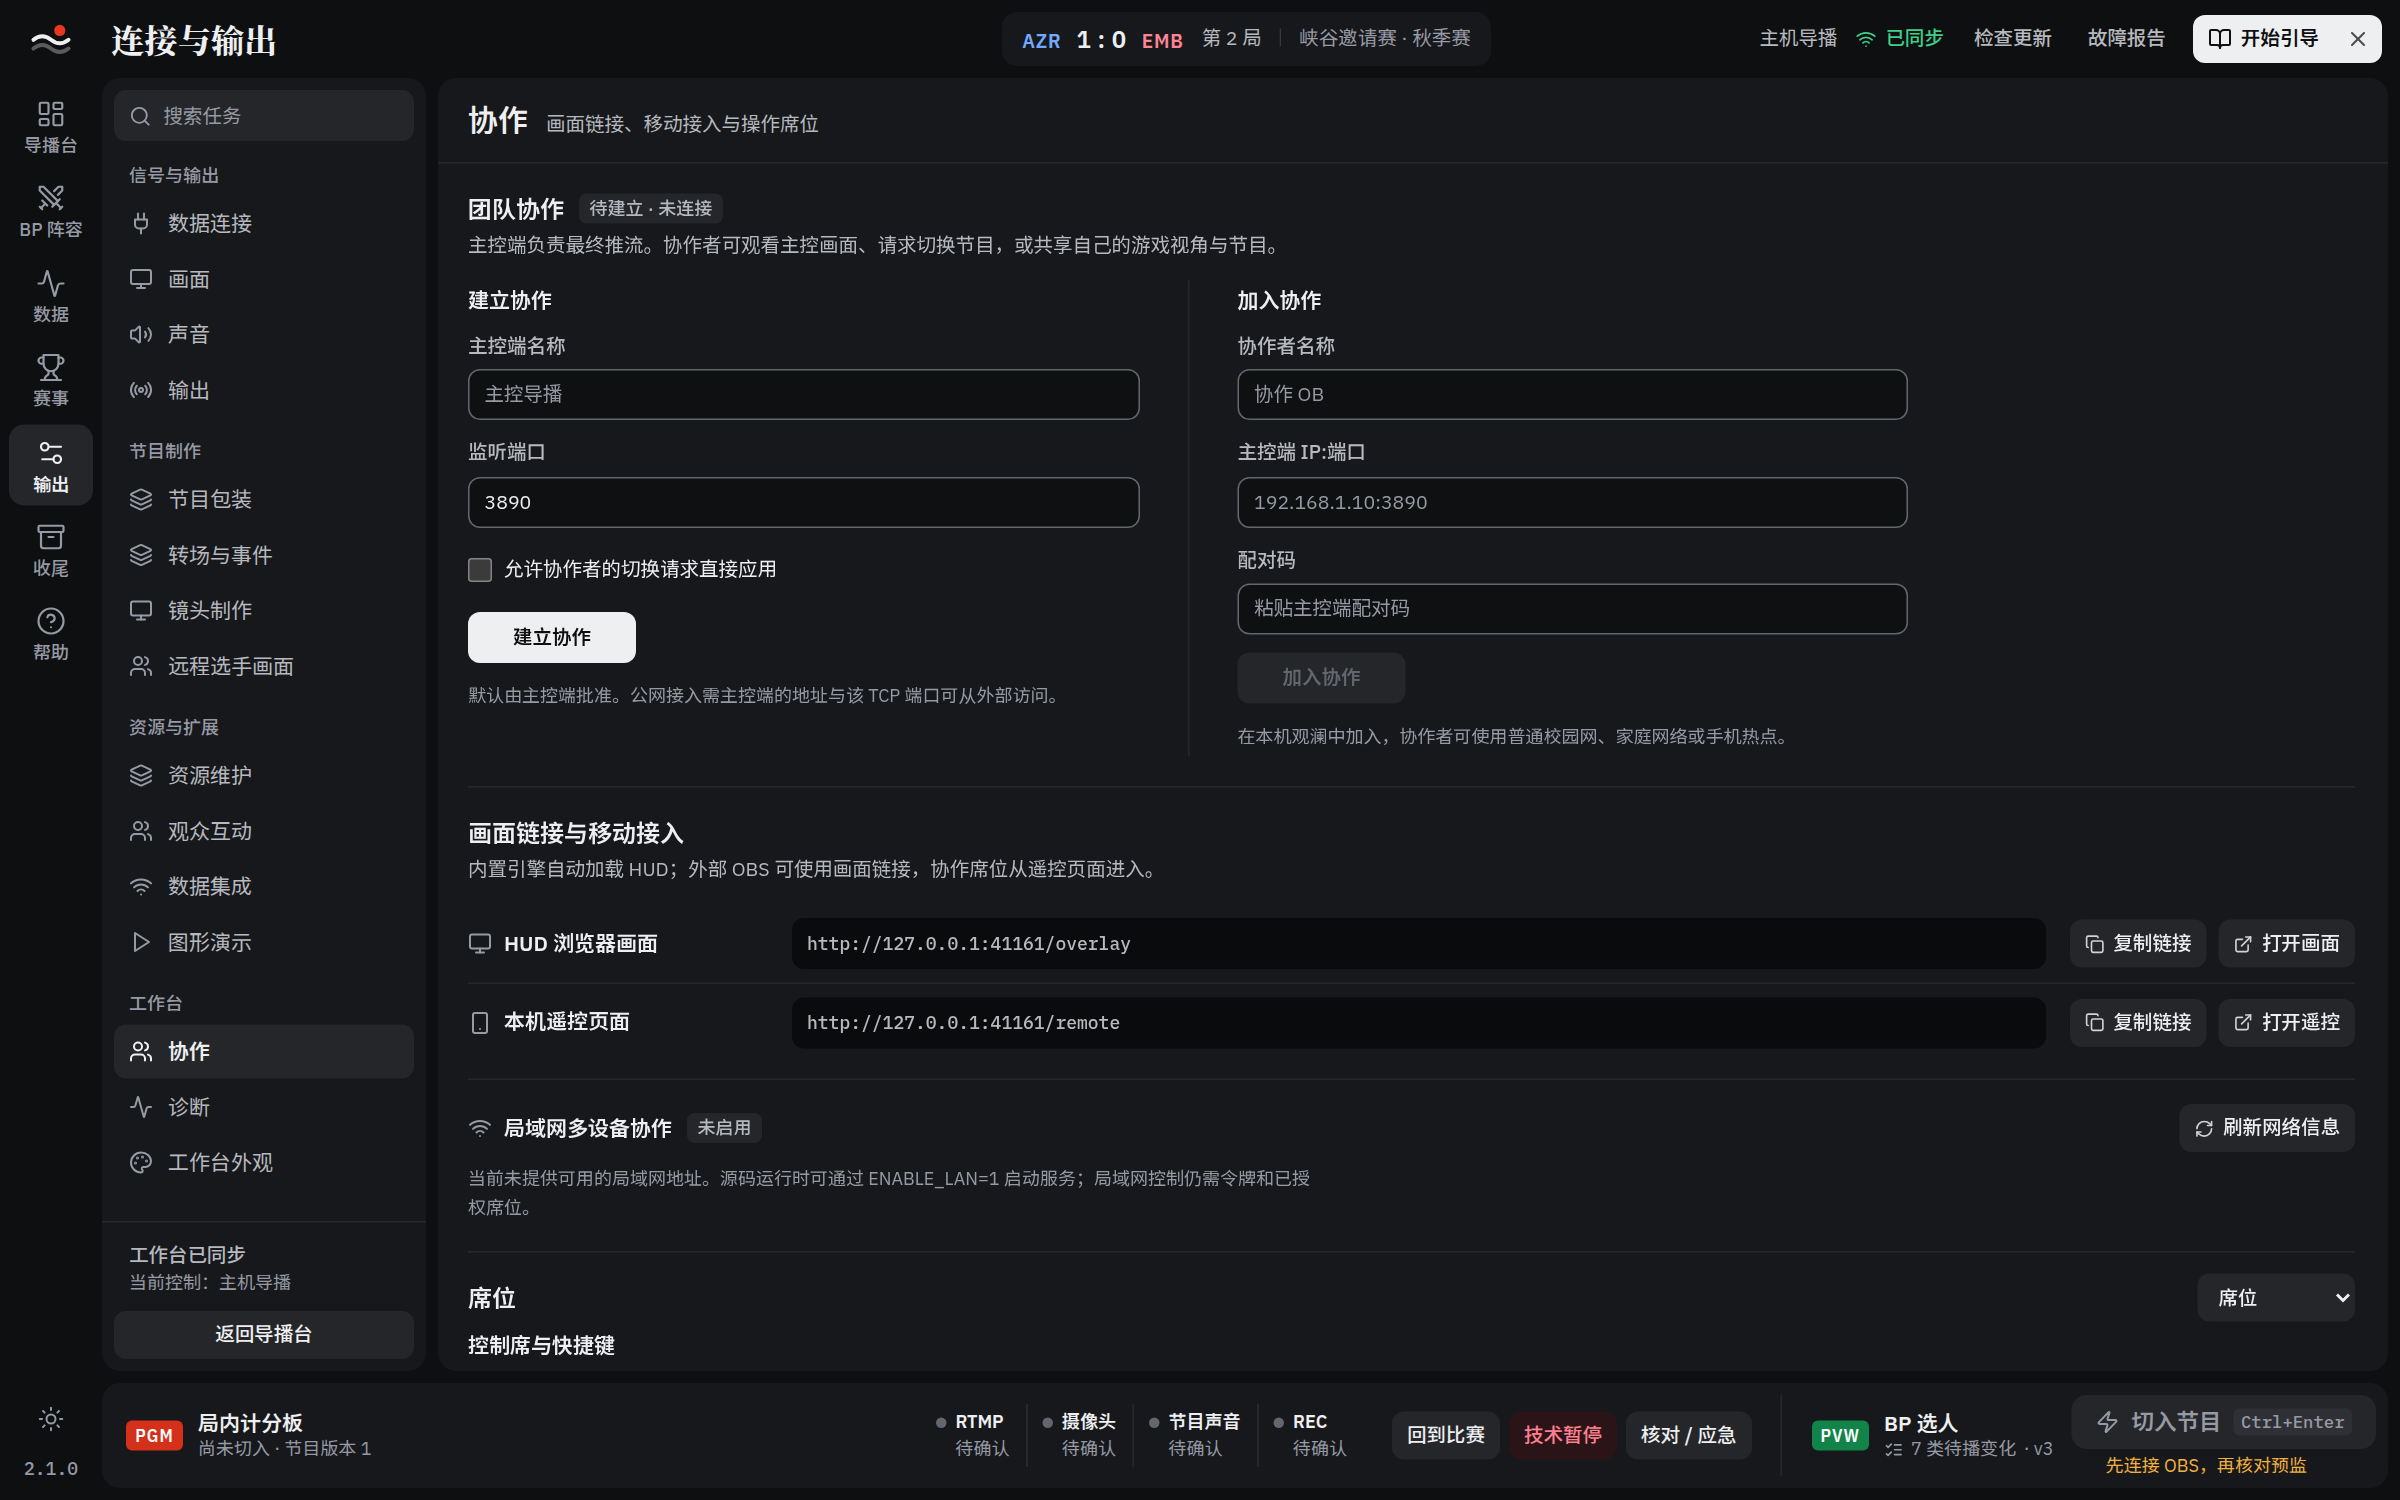 连接与输出
AZR 1 : 0 EMB 第 2 局 峡谷邀请赛 · 秋季赛
主机导播 已同步 检查更新 故障报告 开始引导
导播台
BP 阵容
数据
赛事
输出
收尾
帮助
2.1.0
搜索任务
信号与输出
数据连接
画面
声音
输出
节目制作
节目包装
转场与事件
镜头制作
远程选手画面
资源与扩展
资源维护
观众互动
数据集成
图形演示
工作台
协作
诊断
工作台外观
工作台已同步
当前控制：主机导播
返回导播台
协作 画面链接、移动接入与操作席位
团队协作 待建立 · 未连接
主控端负责最终推流。协作者可观看主控画面、请求切换节目，或共享自己的游戏视角与节目。
建立协作
主控端名称
主控导播
监听端口
3890
允许协作者的切换请求直接应用
建立协作
默认由主控端批准。公网接入需主控端的地址与该 TCP 端口可从外部访问。
加入协作
协作者名称
协作 OB
主控端 IP:端口
192.168.1.10:3890
配对码
粘贴主控端配对码
加入协作
在本机观澜中加入，协作者可使用普通校园网、家庭网络或手机热点。
画面链接与移动接入
内置引擎自动加载 HUD；外部 OBS 可使用画面链接，协作席位从遥控页面进入。
HUD 浏览器画面 http://127.0.0.1:41161/overlay 复制链接 打开画面
本机遥控页面 http://127.0.0.1:41161/remote 复制链接 打开遥控
局域网多设备协作 未启用 刷新网络信息
当前未提供可用的局域网地址。源码运行时可通过 ENABLE_LAN=1 启动服务；局域网控制仍需令牌和已授
权席位。
席位 席位
控制席与快捷键
PGM 局内计分板
尚未切入 · 节目版本 1
RTMP 摄像头 节目声音 REC
待确认 待确认 待确认 待确认
回到比赛 技术暂停 核对 / 应急
PVW BP 选人
7 类待播变化 · v3
切入节目 Ctrl+Enter
先连接 OBS，再核对预监